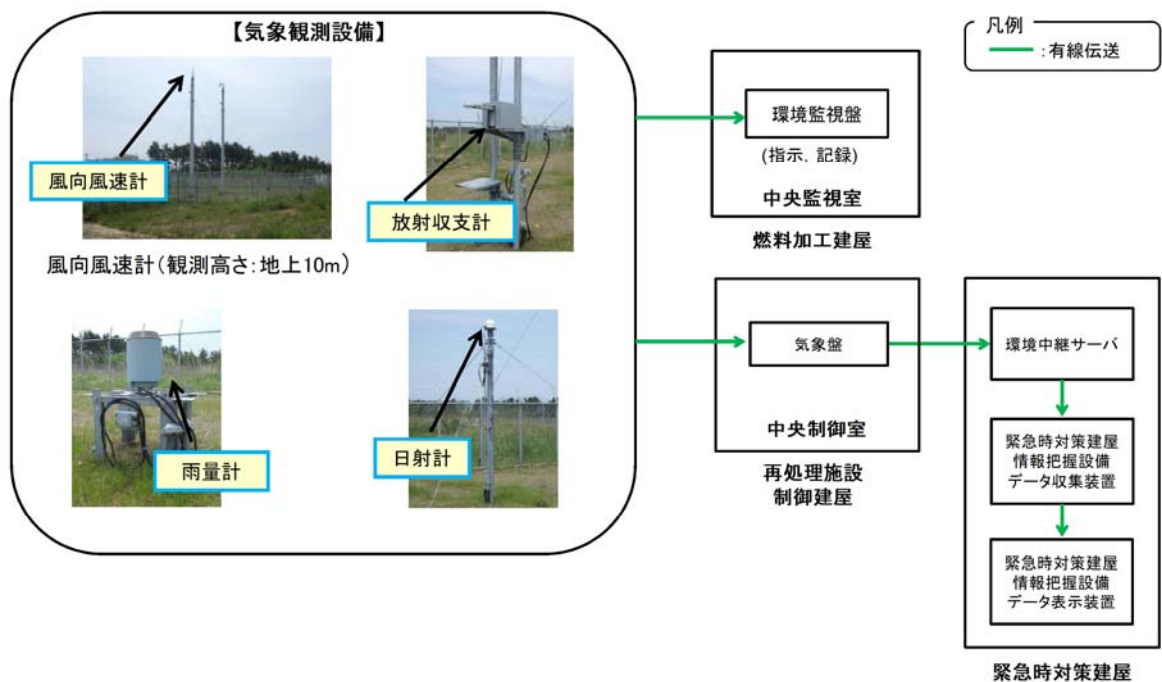 【気象観測設備】
風向風速計
風向風速計(観測高さ:地上10m)
放射収支計
雨量計
日射計
環境監視盤
(指示, 記録)
中央監視室
燃料加工建屋
気象盤
中央制御室
再処理施設
制御建屋
環境中継サーバ
緊急時対策建屋
情報把握設備
データ収集装置
緊急時対策建屋
情報把握設備
データ表示装置
緊急時対策建屋
凡例
:有線伝送